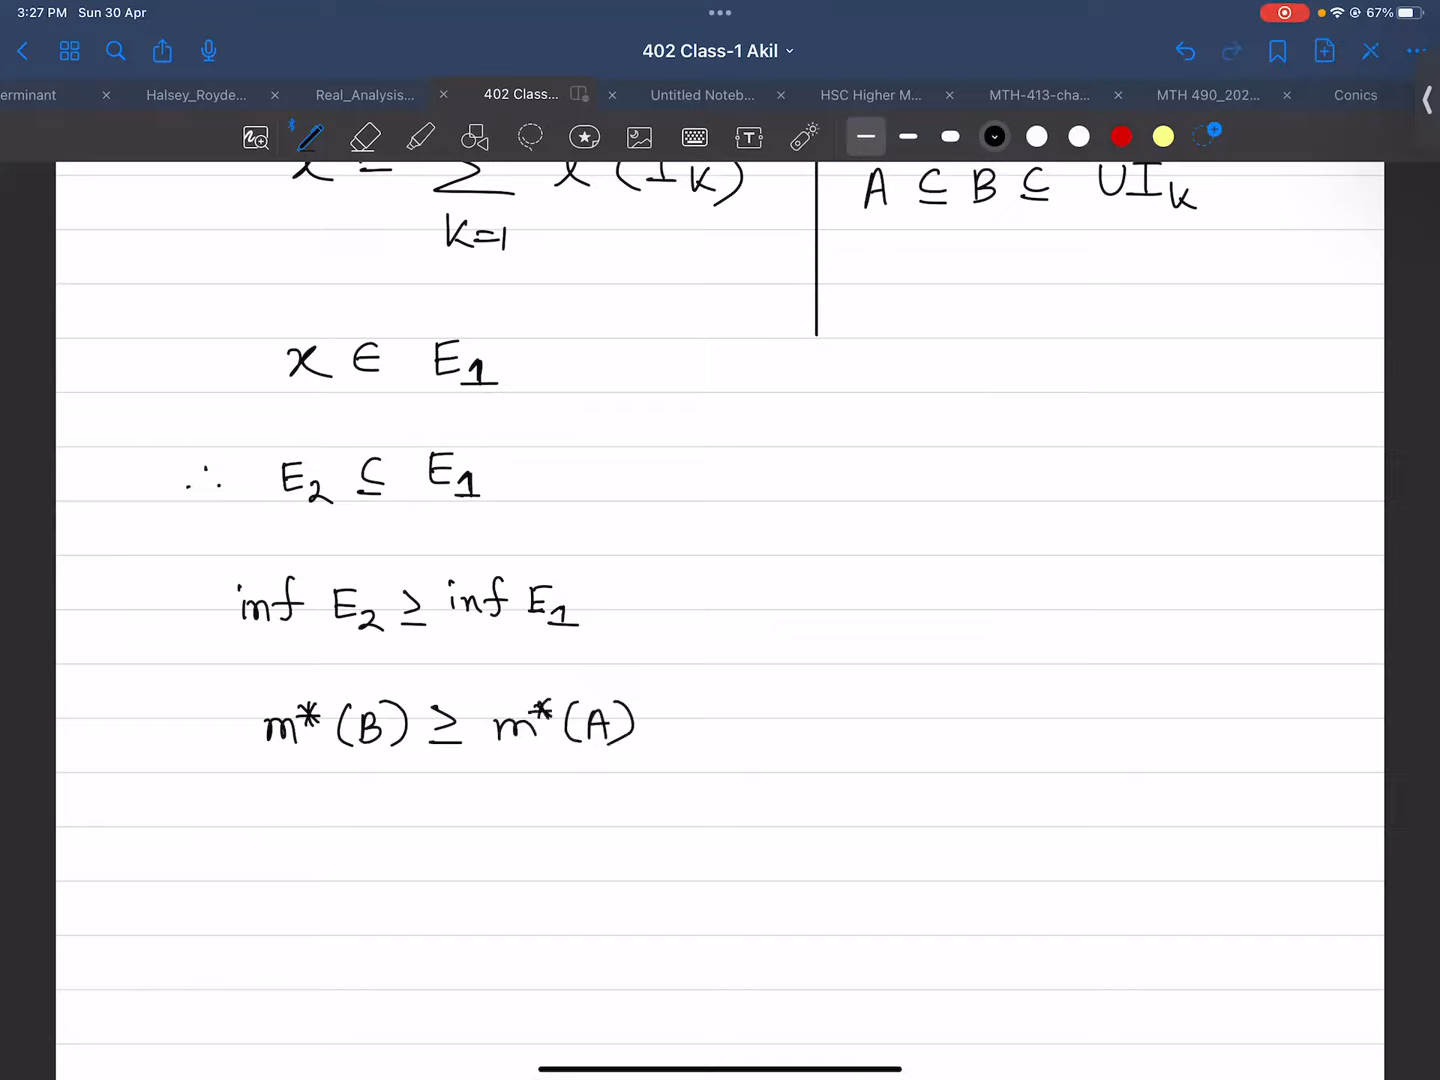 3:27 PM Sun 30 Apr 67%
402 Class-1 Akil
erminant Halsey_Royde... Real_Analysis... 402 Class... Untitled Noteb... HSC Higher M... MTH-413-cha... MTH 490_202... Conics
x = ∑ l (I_K)
K=1
A ⊆ B ⊆ ∪I_K
x ∈ E_1
∴ E_2 ⊆ E_1
inf E_2 ≥ inf E_1
m*(B) ≥ m*(A)